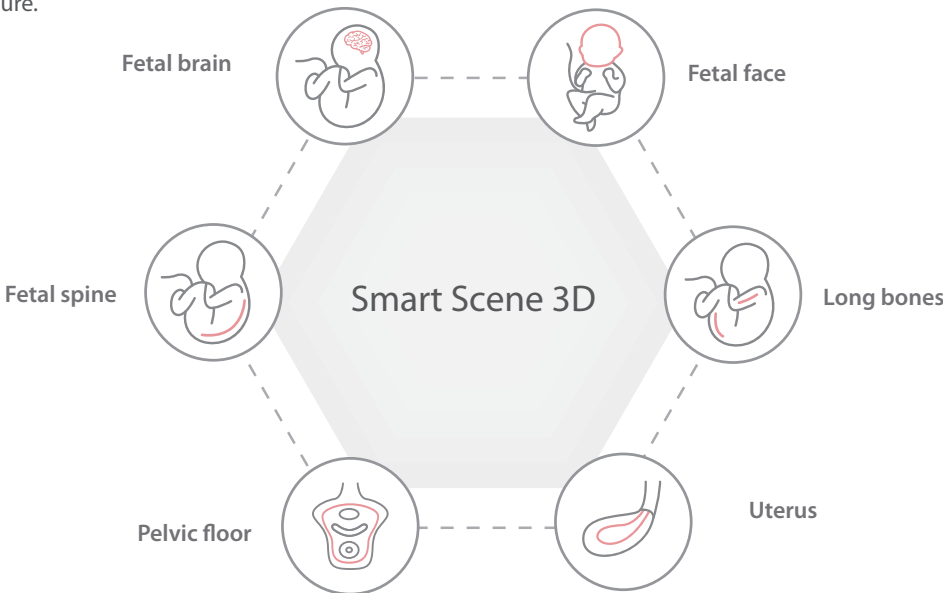 ure.
Fetal brain
Fetal face
Fetal spine
Smart Scene 3D
Long bones
Pelvic floor
Uterus